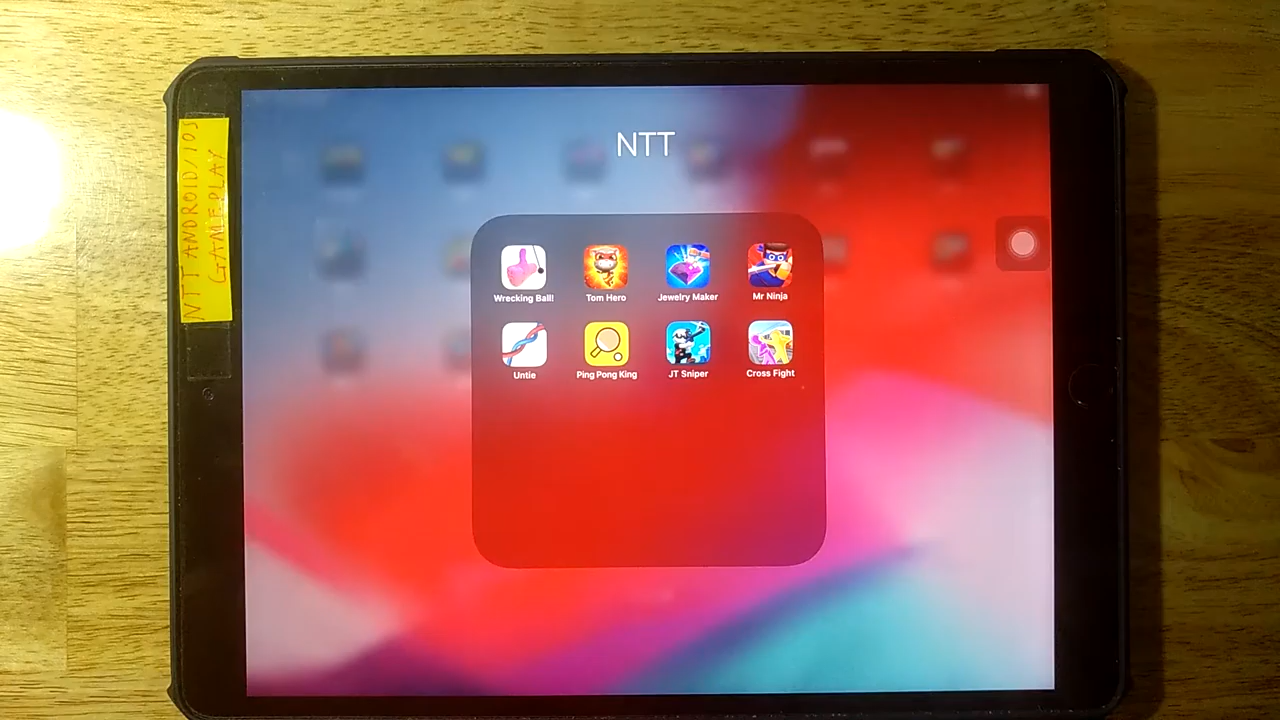 NTT ANDROID/IOS
GAMEPLAY
NTT
Wrecking Ball!
Tom Hero
Jewelry Maker
Mr Ninja
Untie
Ping Pong King
JT Sniper
Cross Fight